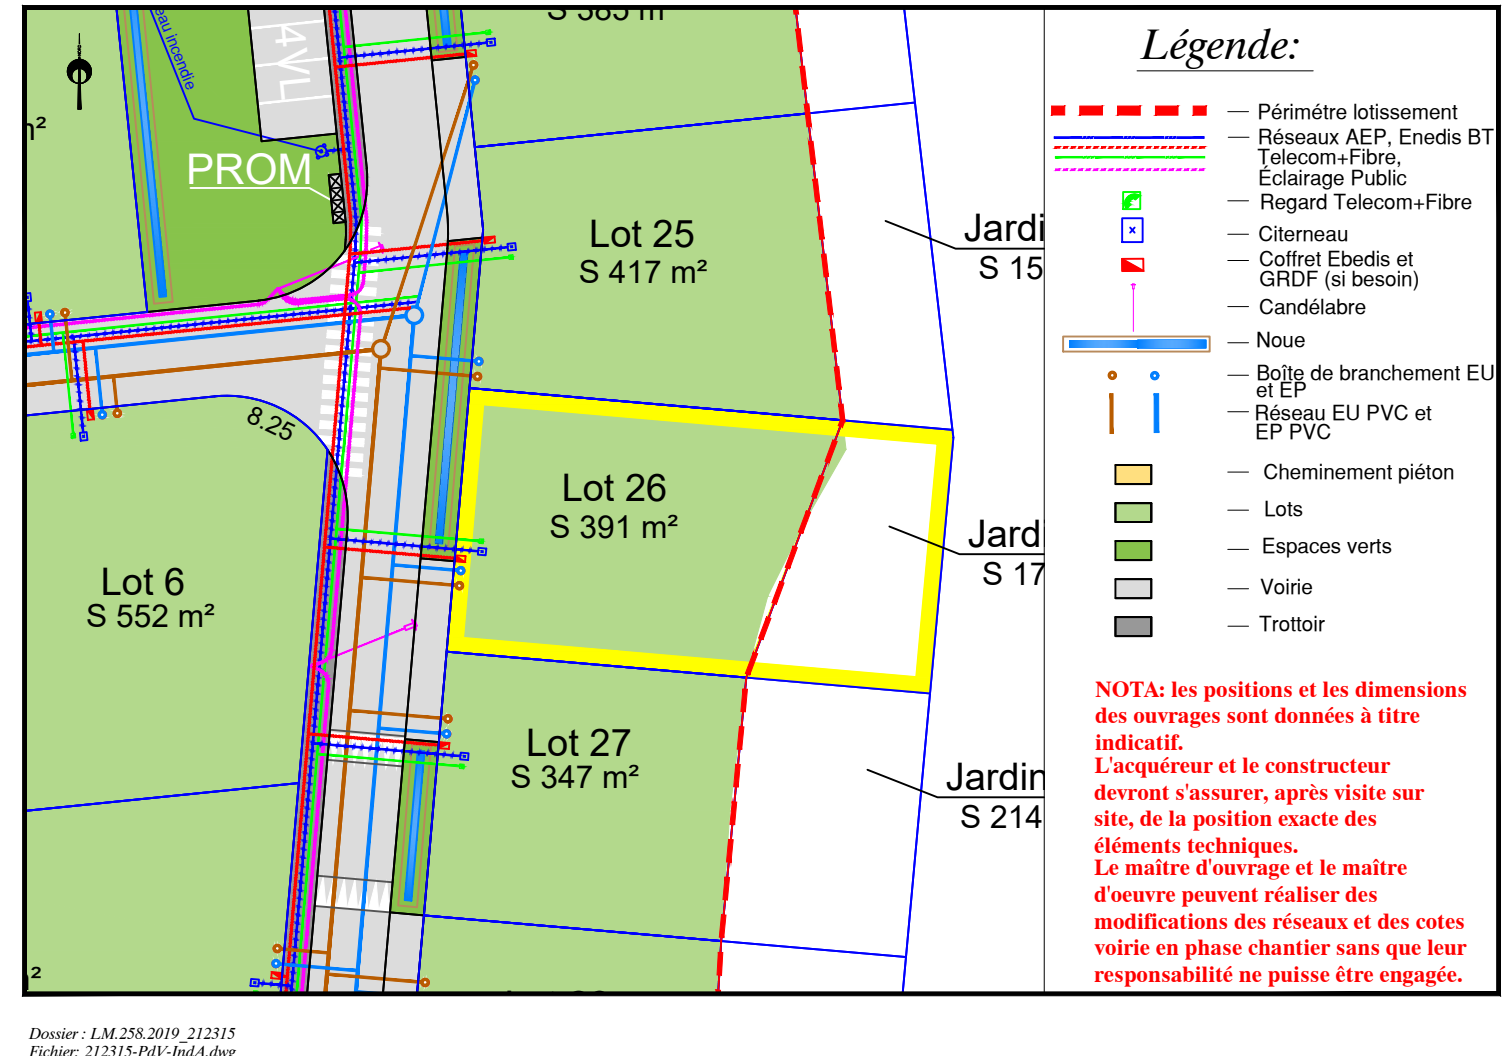 S 385 m²
eau incendie
4VL
m²
PROM
Lot 25
S 417 m²
Jardi
S 15
8.25
Lot 26
S 391 m²
Jardi
S 17
Lot 6
S 552 m²
Lot 27
S 347 m²
Jardin
S 214
²
Légende:
Périmétre lotissement
Réseaux AEP, Enedis BT
Telecom+Fibre,
Éclairage Public
Regard Telecom+Fibre
Citerneau
Coffret Ebedis et
GRDF (si besoin)
Candélabre
Noue
Boîte de branchement EU
et EP
Réseau EU PVC et
EP PVC
Cheminement piéton
Lots
Espaces verts
Voirie
Trottoir
NOTA: les positions et les dimensions
des ouvrages sont données à titre
indicatif.
L'acquéreur et le constructeur
devront s'assurer, après visite sur
site, de la position exacte des
éléments techniques.
Le maître d'ouvrage et le maître
d'oeuvre peuvent réaliser des
modifications des réseaux et des cotes
voirie en phase chantier sans que leur
responsabilité ne puisse être engagée.
Dossier : LM.258.2019_212315
Fichier: 212315-PdV-IndA.dwg